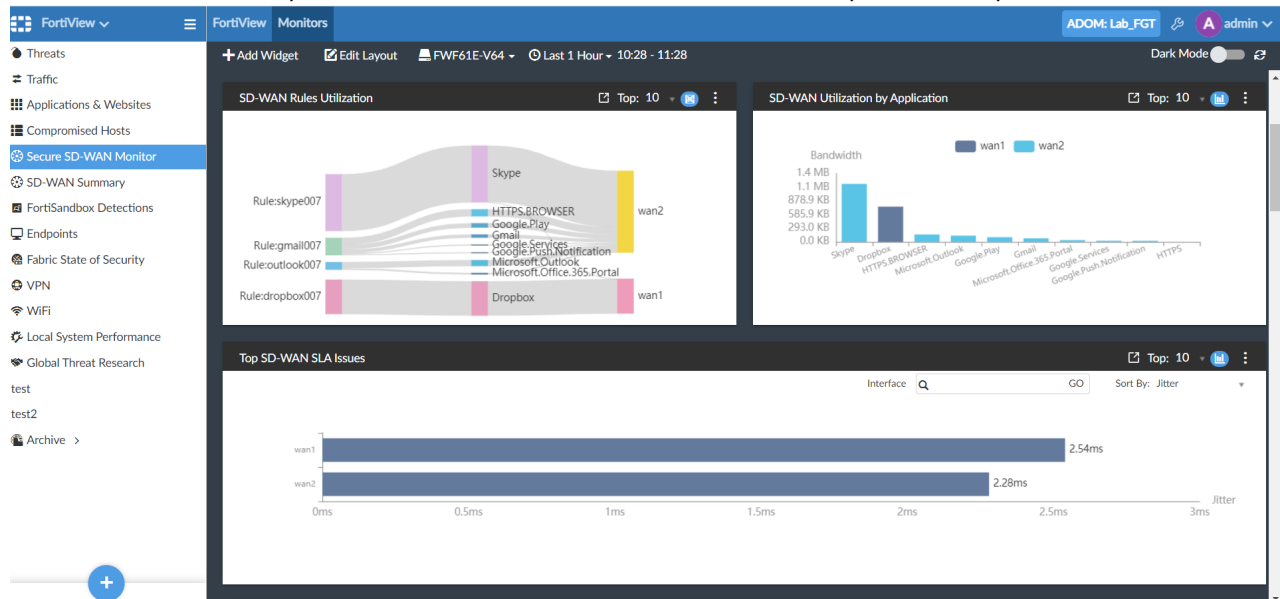 FortiView
FortiView Monitors
ADOM: Lab_FGT
A admin
Threats
Traffic
Applications & Websites
Compromised Hosts
Secure SD-WAN Monitor
SD-WAN Summary
FortiSandbox Detections
Endpoints
Fabric State of Security
VPN
WiFi
Local System Performance
Global Threat Research
test
test2
Archive
Add Widget Edit Layout FWF61E-V64 Last 1 Hour 10:28 - 11:28 Dark Mode
SD-WAN Rules Utilization Top: 10
Rule:skype007
Rule:gmail007
Rule:outlook007
Rule:dropbox007
Skype
HTTPS.BROWSER
Google.Play
Gmail
Google.Services
Google.Push.Notification
Microsoft.Outlook
Microsoft.Office.365.Portal
Dropbox
wan2
wan1
SD-WAN Utilization by Application Top: 10
wan1 wan2
Bandwidth
1.4 MB
1.1 MB
878.9 KB
585.9 KB
293.0 KB
0.0 KB
Skype
Dropbox
HTTPS.BROWSER
Microsoft.Outlook
Google.Play
Gmail
Microsoft.Office.365.Portal
Google.Services
Google.Push.Notification
HTTPS
Top SD-WAN SLA Issues Top: 10
Interface GO Sort By: Jitter
wan1 2.54ms
wan2 2.28ms
Jitter
0ms 0.5ms 1ms 1.5ms 2ms 2.5ms 3ms